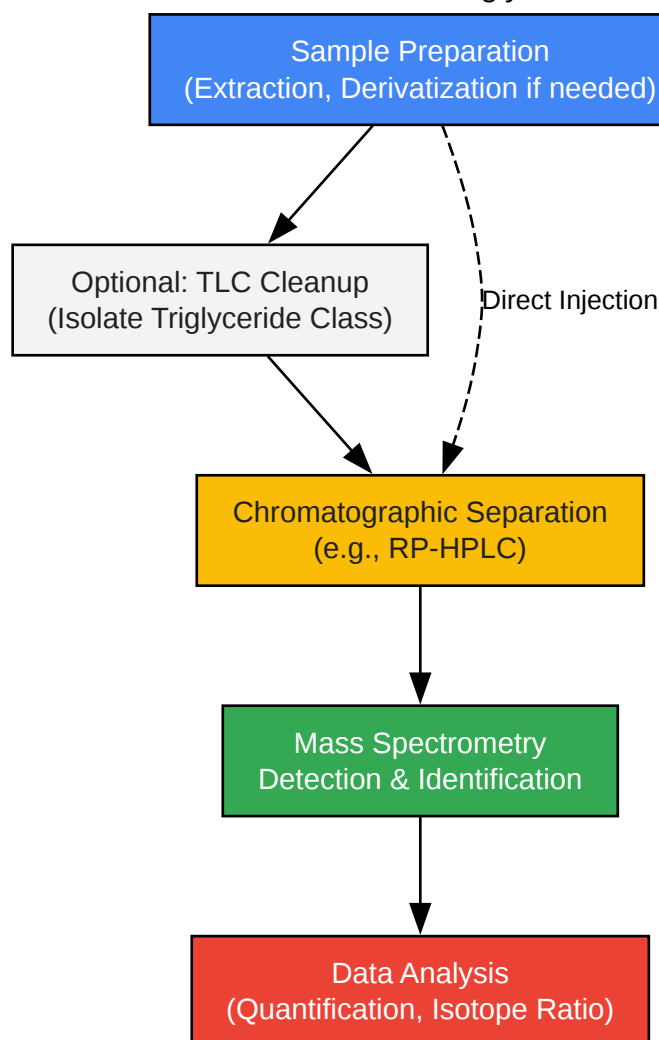 Sample Preparation
(Extraction, Derivatization if needed)
Optional: TLC Cleanup
(Isolate Triglyceride Class)
Direct Injection
Chromatographic Separation
(e.g., RP-HPLC)
Mass Spectrometry
Detection & Identification
Data Analysis
(Quantification, Isotope Ratio)